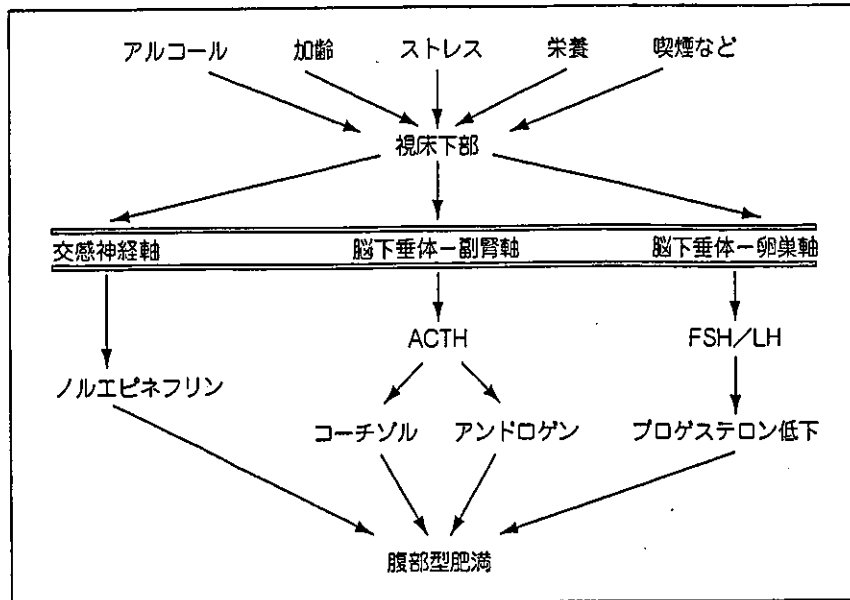 アルコール 加齢 ストレス 栄養 喫煙など
視床下部
交感神経軸 脳下垂体ー副腎軸 脳下垂体ー卵巣軸
ACTH FSH/LH
ノルエピネフリン
コーチゾル アンドロゲン プロゲステロン低下
腹部型肥満